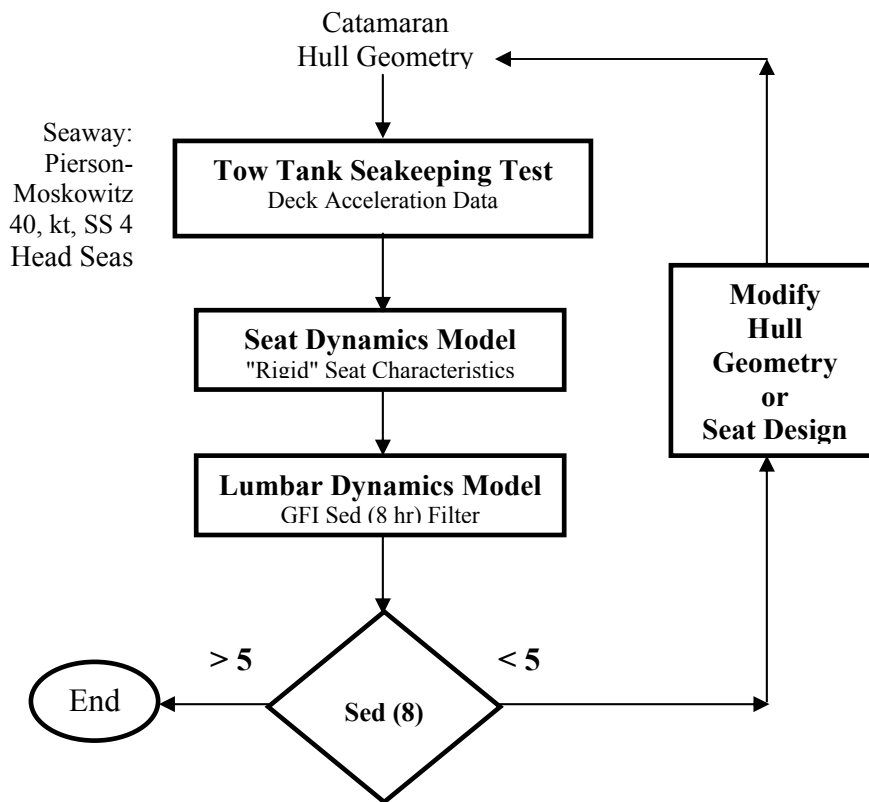 Catamaran
Hull Geometry
Seaway:
Pierson-
Moskowitz
40, kt, SS 4
Head Seas
Tow Tank Seakeeping Test
Deck Acceleration Data
Seat Dynamics Model
"Rigid" Seat Characteristics
Lumbar Dynamics Model
GFI Sed (8 hr) Filter
Modify
Hull
Geometry
or
Seat Design
> 5
< 5
End
Sed (8)